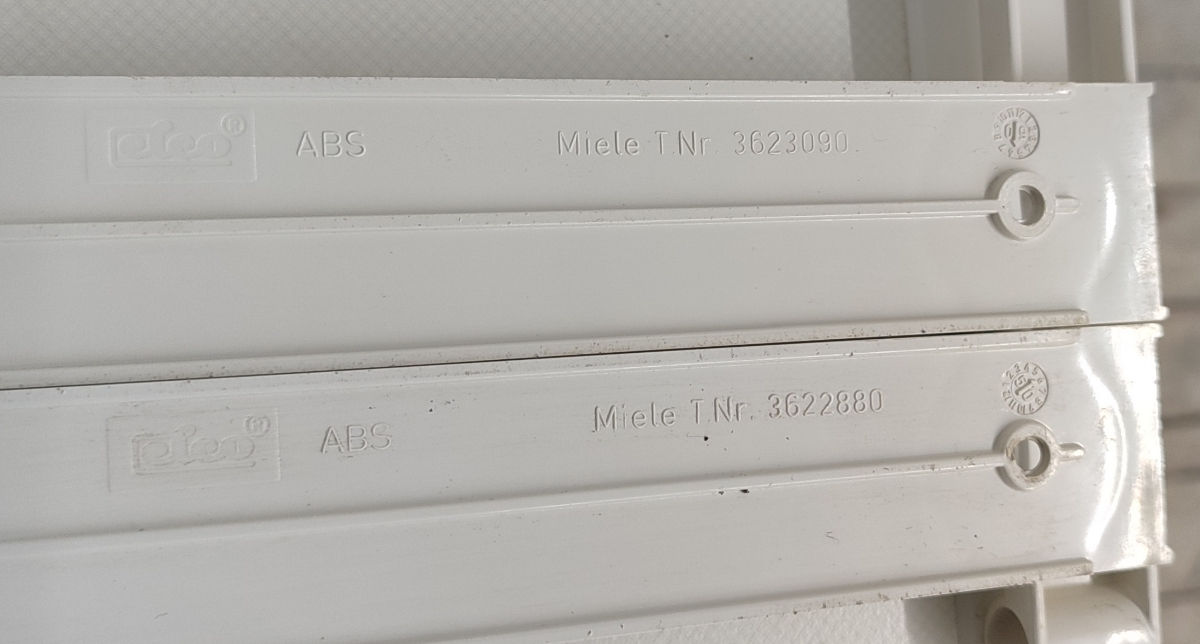 ABS
Miele T.Nr. 3623090
ABS
Miele T.Nr. 3622880